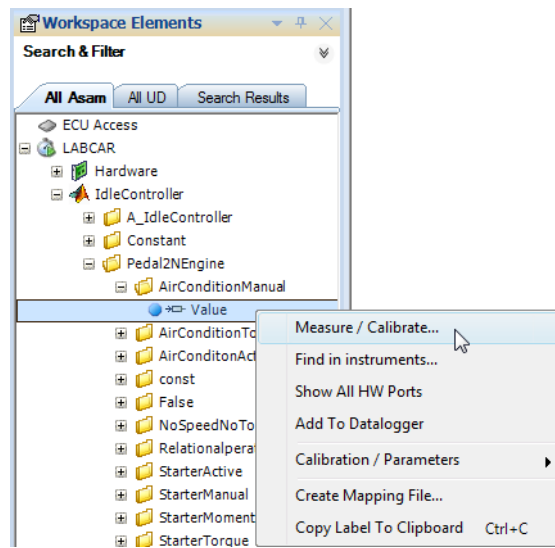 Workspace Elements
Search & Filter
All Asam All UD Search Results
ECU Access
LABCAR
Hardware
IdleController
A_IdleController
Constant
Pedal2NEngine
AirConditionManual
Value
AirConditionTo
AirConditonAct
const
False
NoSpeedNoTo
Relationalperat
StarterActive
StarterManual
StarterMoment
StarterTorque
Measure / Calibrate...
Find in instruments...
Show All HW Ports
Add To Datalogger
Calibration / Parameters
Create Mapping File...
Copy Label To Clipboard Ctrl+C